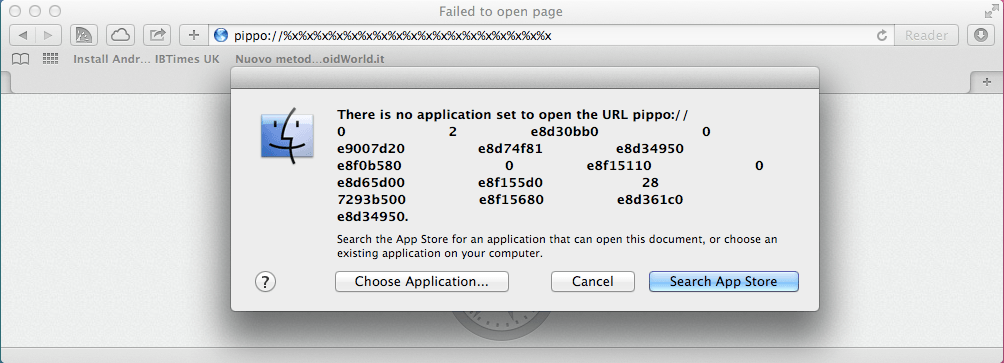 Failed to open page
pippo://%x%x%x%x%x%x%x%x%x%x%x%x%x%x%x%x%x%x
Reader
Install Andr... IBTimes UK Nuovo metod...oidWorld.it
There is no application set to open the URL pippo://
0 2 e8d30bb0 0
e9007d20 e8d74f81 e8d34950
e8f0b580 0 e8f15110 0
e8d65d00 e8f155d0 28
7293b500 e8f15680 e8d361c0
e8d34950.
Search the App Store for an application that can open this document, or choose an
existing application on your computer.
? Choose Application... Cancel Search App Store